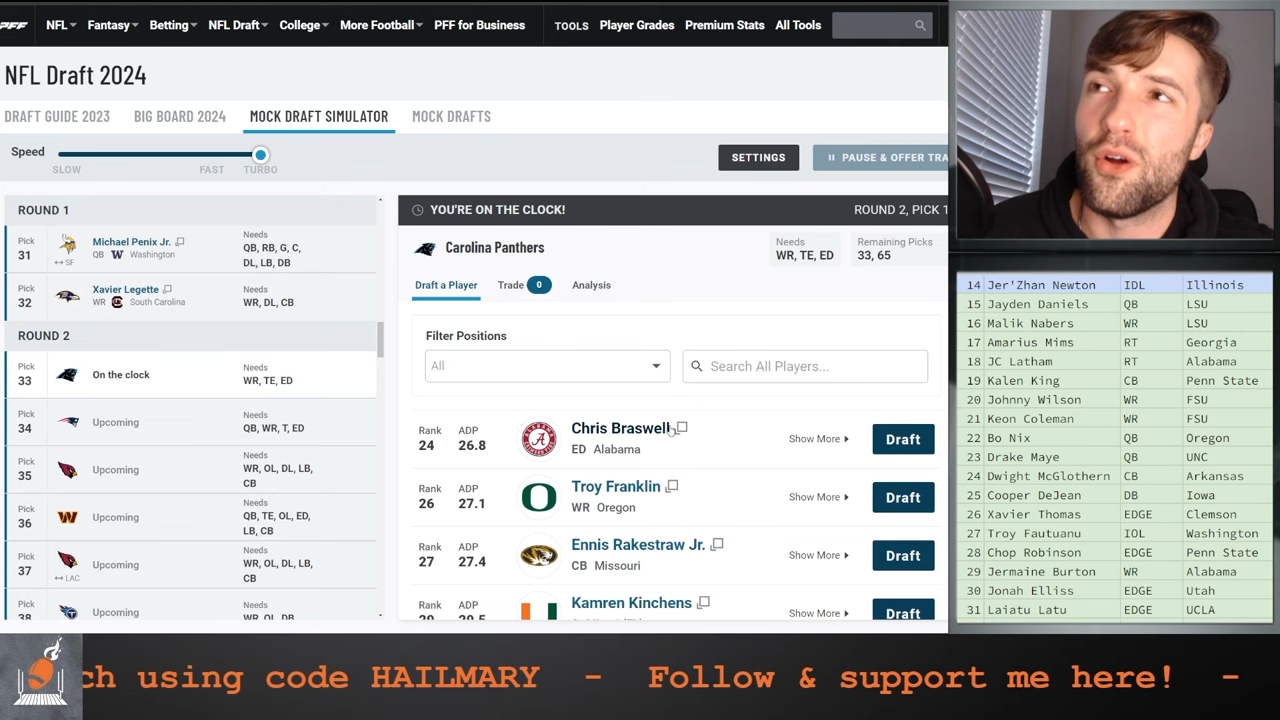 PFF NFL Fantasy Betting NFL Draft College More Football PFF for Business TOOLS Player Grades Premium Stats All Tools
NFL Draft 2024
DRAFT GUIDE 2023 BIG BOARD 2024 MOCK DRAFT SIMULATOR MOCK DRAFTS
Speed
SLOW FAST TURBO
SETTINGS
PAUSE & OFFER TRA
ROUND 1
Pick 31
Michael Penix Jr.
QB W Washington
↔ SF
Needs
QB, RB, G, C,
DL, LB, DB
Pick 32
Xavier Legette
WR South Carolina
Needs
WR, DL, CB
ROUND 2
Pick 33
On the clock
Needs
WR, TE, ED
Pick 34
Upcoming
Needs
QB, WR, T, ED
Pick 35
Upcoming
Needs
WR, OL, DL, LB,
CB
Pick 36
Upcoming
Needs
QB, TE, OL, ED,
LB, CB
Pick 37
Upcoming
↔ LAC
Needs
WR, OL, DL, LB,
CB
Pick
38
Upcoming
Needs
WR, OL, DB
YOU'RE ON THE CLOCK!
ROUND 2, PICK 1
Carolina Panthers
Needs
WR, TE, ED
Remaining Picks
33, 65
Draft a Player Trade 0 Analysis
Filter Positions
All
Search All Players...
Rank 24 ADP 26.8
Chris Braswell
ED Alabama
Show More
Draft
Rank 26 ADP 27.1
Troy Franklin
WR Oregon
Show More
Draft
Rank 27 ADP 27.4
Ennis Rakestraw Jr.
CB Missouri
Show More
Draft
Rank ADP
Kamren Kinchens
Show More
Draft
14 Jer'Zhan Newton IDL Illinois
15 Jayden Daniels QB LSU
16 Malik Nabers WR LSU
17 Amarius Mims RT Georgia
18 JC Latham RT Alabama
19 Kalen King CB Penn State
20 Johnny Wilson WR FSU
21 Keon Coleman WR FSU
22 Bo Nix QB Oregon
23 Drake Maye QB UNC
24 Dwight McGlothern CB Arkansas
25 Cooper DeJean DB Iowa
26 Xavier Thomas EDGE Clemson
27 Troy Fautuanu IOL Washington
28 Chop Robinson EDGE Penn State
29 Jermaine Burton WR Alabama
30 Jonah Elliss EDGE Utah
31 Laiatu Latu EDGE UCLA
ch using code HAILMARY - Follow & support me here! -